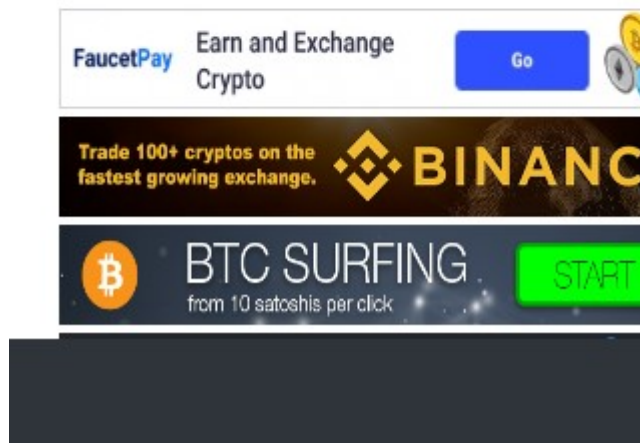 FaucetPay
Earn and Exchange
Crypto
Go
Trade 100+ cryptos on the
fastest growing exchange.
BINANC
BTC SURFING
from 10 satoshis per click
START